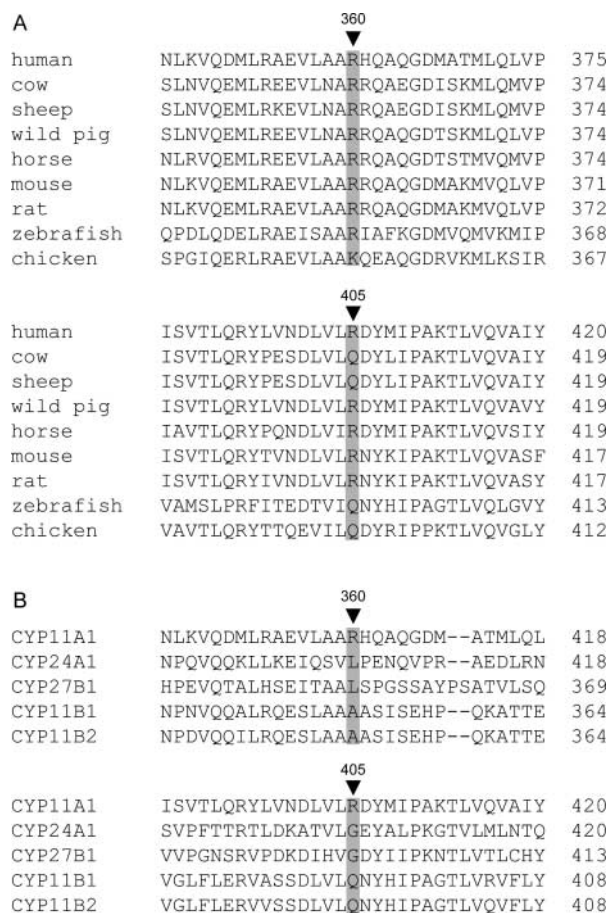 A
360
human NLKVQDMLRAEVLAARHQAQGDMATMLQLVP 375
cow SLNVQEMLREEVLNARRQAEGDISKMLQMVP 374
sheep SLNVQEMLRKEVLNARRQAEGDISKMLQMVP 374
wild pig SLNVQEMLREEVLNARRQAQGDTSKMLQLVP 374
horse NLRVQEMLREEVLAARRQAQGDTSTMVQMVP 374
mouse NLKVQEMLREEVLNARRQAQGDMAKMVQLVP 371
rat NLKVQEMLREEVLNARRQAQGDMAKMVQLVP 372
zebrafish QPDLQDELRAEISAARIAFKGDMVQMVKMIP 368
chicken SPGIQERLRAEVLAAKQEAQGDRVKMLKSIR 367
405
human ISVTLQRYLVNDLVLRDYMIPAKTLVQVAIY 420
cow ISVTLQRYPESDLVLQDYLIPAKTLVQVAIY 419
sheep ISVTLQRYPESDLVLQDYLIPAKTLVQVAIY 419
wild pig ISVTLQRYLVNDLVLRDYMIPAKTLVQVAVY 419
horse IAVTLQRYPQNDLVIRDYMIPAKTLVQVSIY 419
mouse ISVTLQRYTVNDLVLRNYKIPAKTLVQVASF 417
rat ISVTLQRYIVNDLVLRNYKIPAKTLVQVASY 417
zebrafish VAMSLPRFITEDTVIQNYHIPAGTLVQLGVY 413
chicken VAVTLQRYTTQEVILQDYRIPPKTLVQVGLY 412
B
360
CYP11A1 NLKVQDMLRAEVLAARHQAQGDM--ATMLQL 418
CYP24A1 NPQVQQKLLKEIQSVLPENQVPR--AEDLRN 418
CYP27B1 HPEVQTALHSEITAALSPGSSAYPSATVLSQ 369
CYP11B1 NPNVQQALRQESLAAAASISEHP--QKATTE 364
CYP11B2 NPDVQQILRQESLAAAASISEHP--QKATTE 364
405
CYP11A1 ISVTLQRYLVNDLVLRDYMIPAKTLVQVAIY 420
CYP24A1 SVPFTTRTLDKATVLGEYALPKGTVLMLNTQ 420
CYP27B1 VVPGNSRVPDKDIHVGDYIIPKNTLVTLCHY 413
CYP11B1 VGLFLERVASSDLVLQNYHIPAGTLVRVFLY 408
CYP11B2 VGLFLERVVSSDLVLQNYHIPAGTLVQVFLY 408